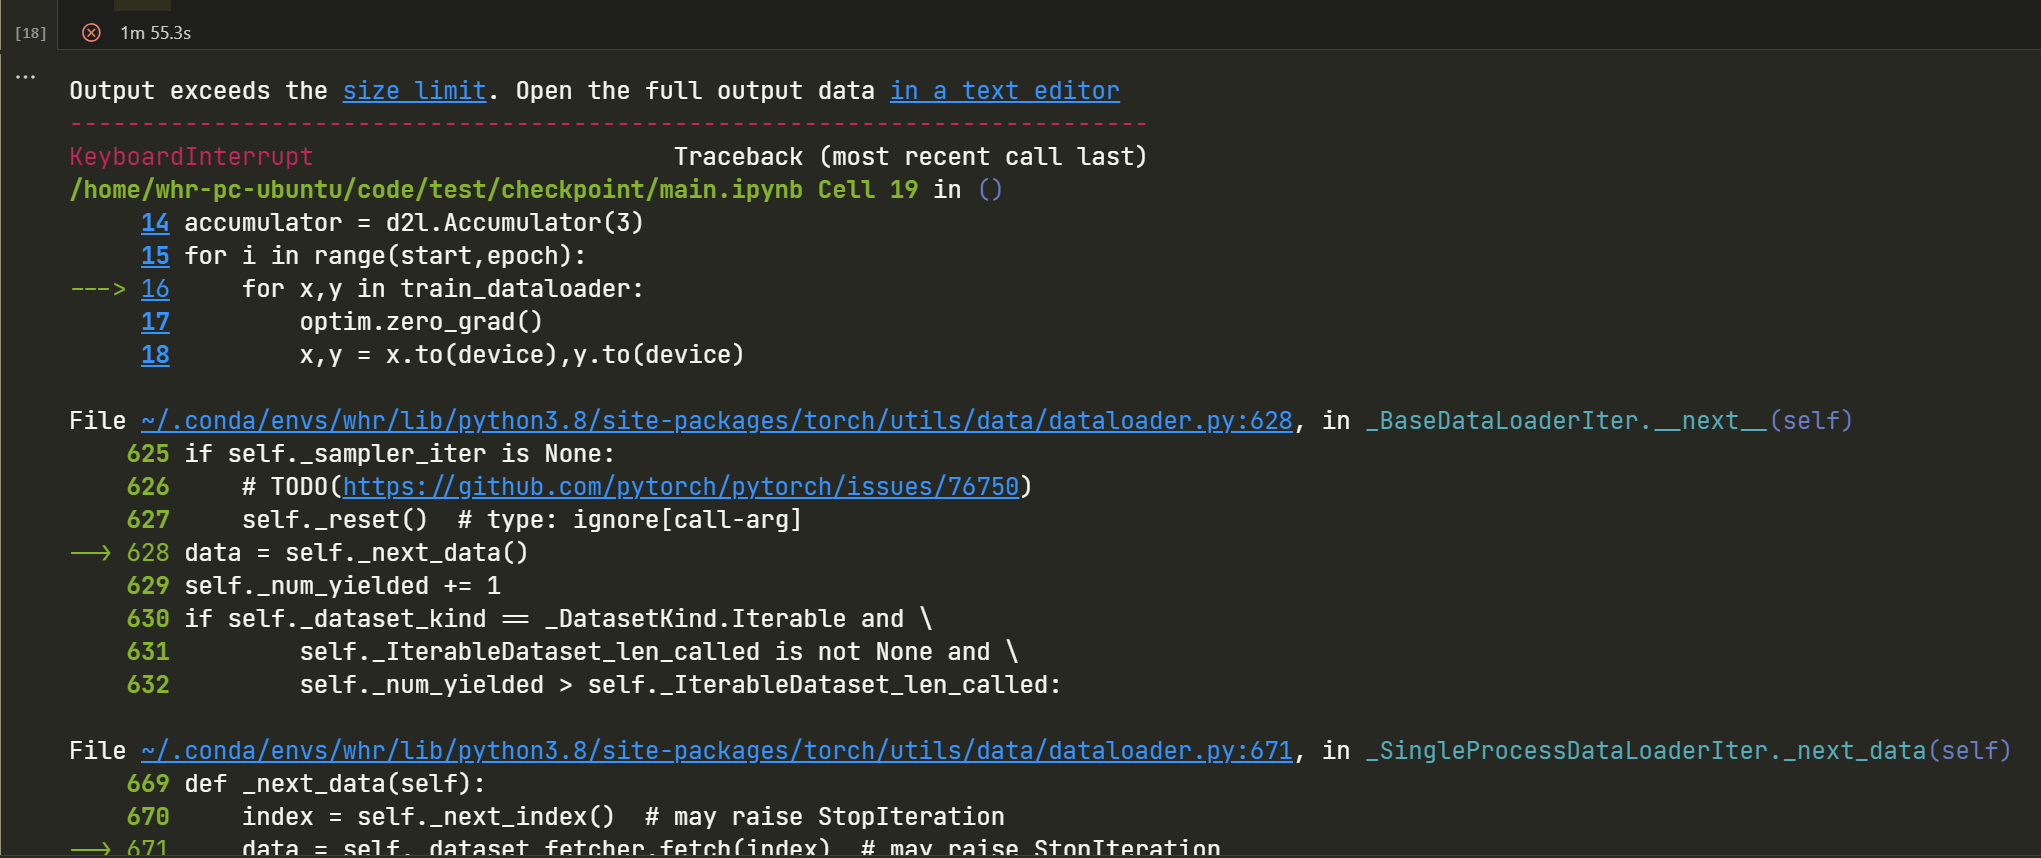 [18] 1m 55.3s
...
Output exceeds the size limit. Open the full output data in a text editor
---------------------------------------------------------------------------
KeyboardInterrupt                         Traceback (most recent call last)
/home/whr-pc-ubuntu/code/test/checkpoint/main.ipynb Cell 19 in ()
     14 accumulator = d2l.Accumulator(3)
     15 for i in range(start,epoch):
---> 16     for x,y in train_dataloader:
     17         optim.zero_grad()
     18         x,y = x.to(device),y.to(device)
File ~/.conda/envs/whr/lib/python3.8/site-packages/torch/utils/data/dataloader.py:628, in _BaseDataLoaderIter.__next__(self)
    625 if self._sampler_iter is None:
    626     # TODO(https://github.com/pytorch/pytorch/issues/76750)
    627     self._reset()  # type: ignore[call-arg]
--> 628 data = self._next_data()
    629 self._num_yielded += 1
    630 if self._dataset_kind == _DatasetKind.Iterable and \
    631         self._IterableDataset_len_called is not None and \
    632         self._num_yielded > self._IterableDataset_len_called:
File ~/.conda/envs/whr/lib/python3.8/site-packages/torch/utils/data/dataloader.py:671, in _SingleProcessDataLoaderIter._next_data(self)
    669 def _next_data(self):
    670     index = self._next_index()  # may raise StopIteration
--> 671     data = self._dataset_fetcher.fetch(index)  # may raise StopIteration